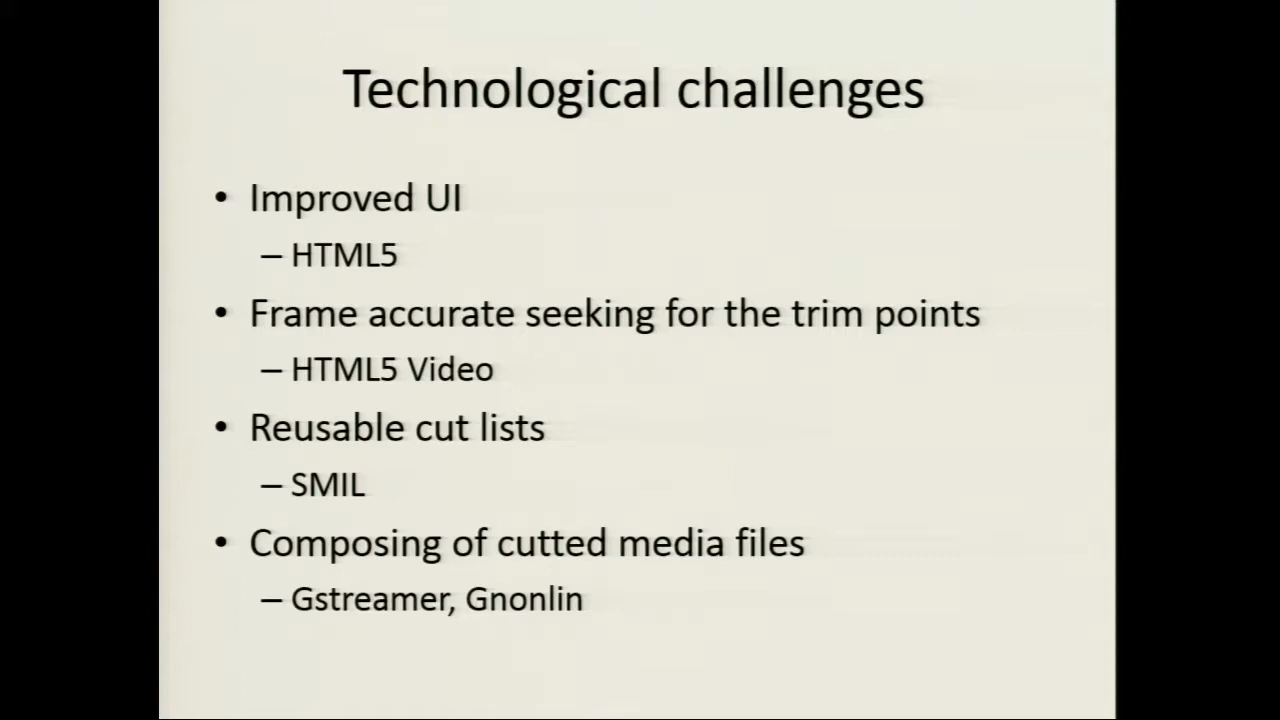 Technological challenges
• Improved UI
– HTML5
• Frame accurate seeking for the trim points
– HTML5 Video
• Reusable cut lists
– SMIL
• Composing of cutted media files
– Gstreamer, Gnonlin